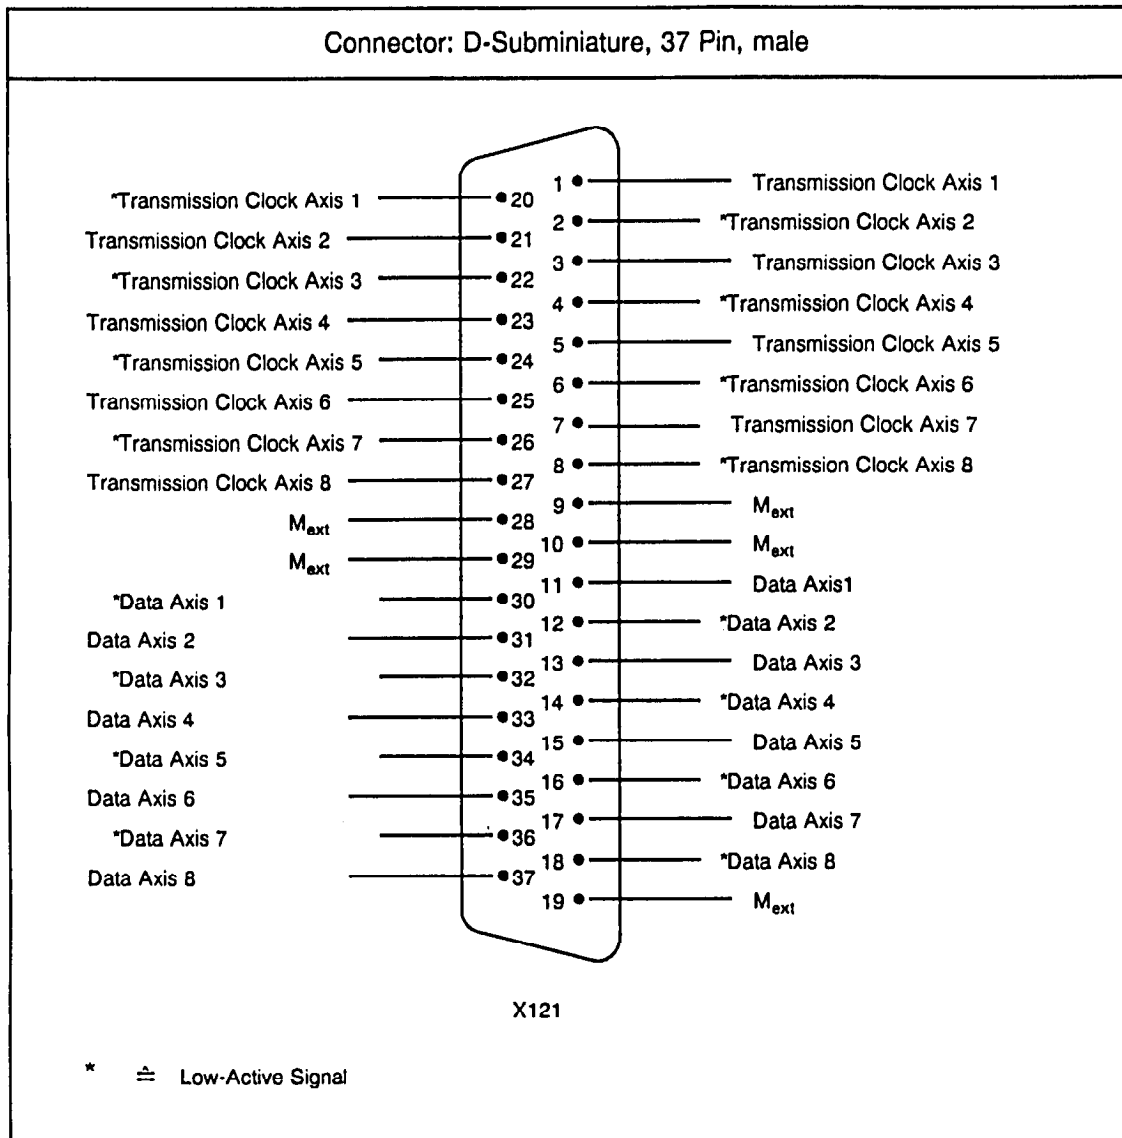 Connector: D-Subminiature, 37 Pin, male
1 Transmission Clock Axis 1
*Transmission Clock Axis 1 20
2 *Transmission Clock Axis 2
Transmission Clock Axis 2 21
3 Transmission Clock Axis 3
*Transmission Clock Axis 3 22
4 *Transmission Clock Axis 4
Transmission Clock Axis 4 23
5 Transmission Clock Axis 5
*Transmission Clock Axis 5 24
6 *Transmission Clock Axis 6
Transmission Clock Axis 6 25
7 Transmission Clock Axis 7
*Transmission Clock Axis 7 26
8 *Transmission Clock Axis 8
Transmission Clock Axis 8 27
9 Mext
Mext 28
10 Mext
Mext 29
11 Data Axis1
*Data Axis 1 30
12 *Data Axis 2
Data Axis 2 31
13 Data Axis 3
*Data Axis 3 32
14 *Data Axis 4
Data Axis 4 33
15 Data Axis 5
*Data Axis 5 34
16 *Data Axis 6
Data Axis 6 35
17 Data Axis 7
*Data Axis 7 36
18 *Data Axis 8
Data Axis 8 37
19 Mext
X121
* ≙ Low-Active Signal